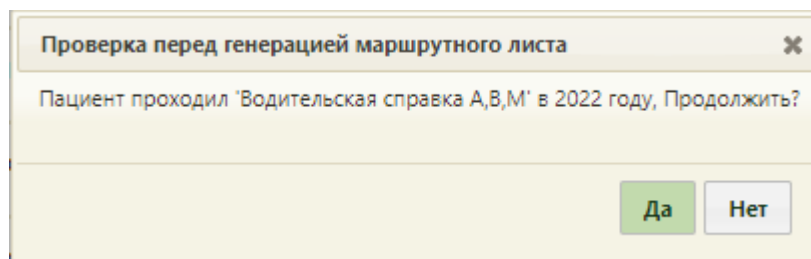 Проверка перед генерацией маршрутного листа
Пациент проходил 'Водительская справка А,В,М' в 2022 году, Продолжить?
Да Нет